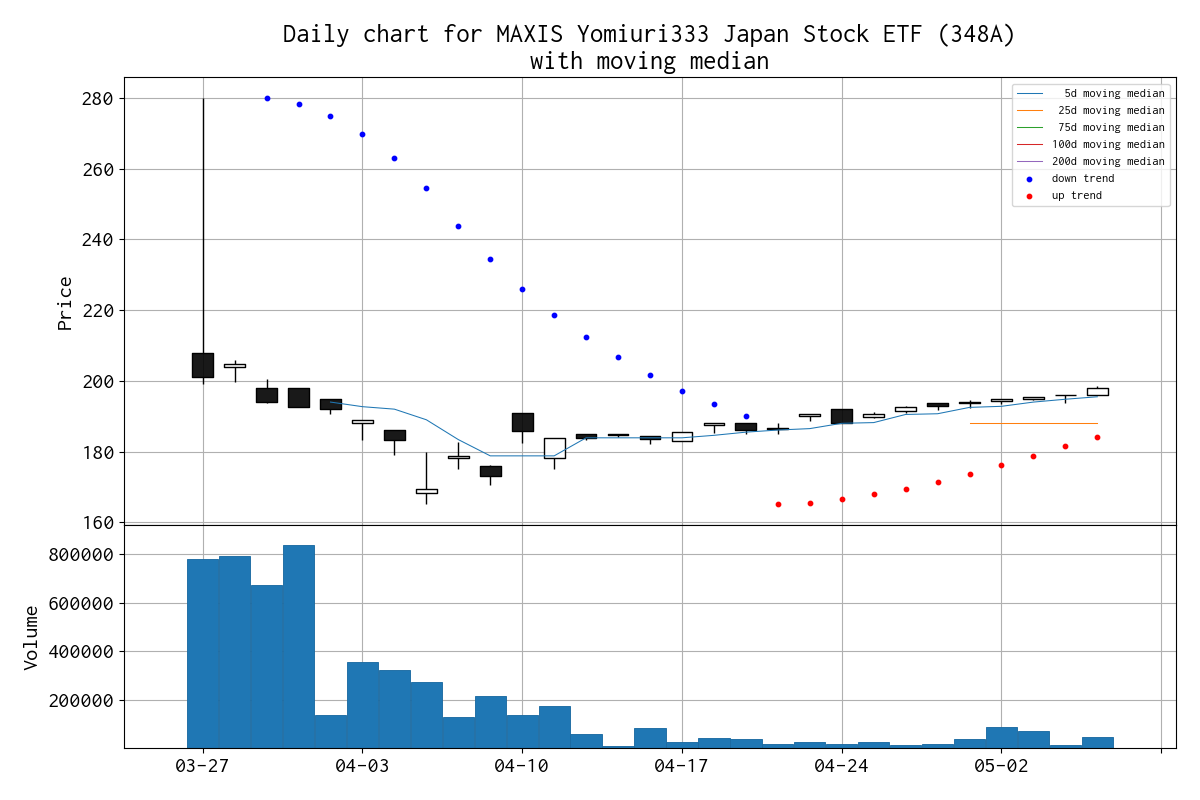 Daily chart for MAXIS Yomiuri333 Japan Stock ETF (348A)
with moving median
5d moving median
25d moving median
75d moving median
100d moving median
200d moving median
down trend
up trend
Price
280
260
240
220
200
180
160
Volume
800000
600000
400000
200000
03-27
04-03
04-10
04-17
04-24
05-02